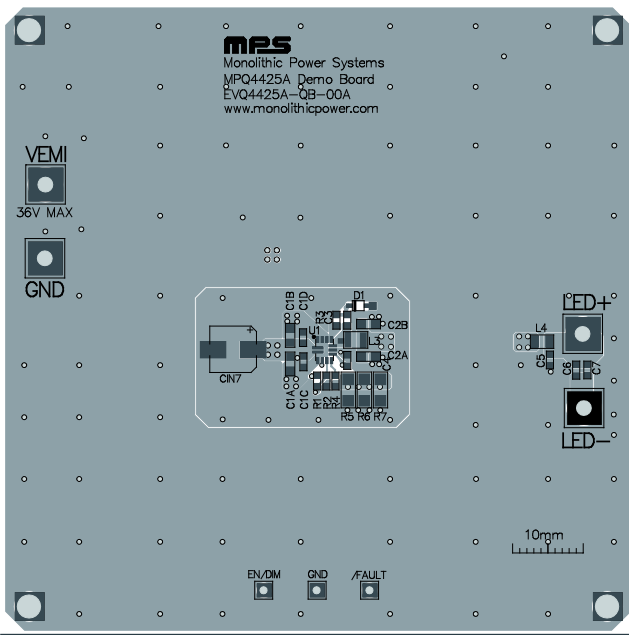 mps
Monolithic Power Systems
MPQ4425A Demo Board
EVQ4425A-QB-00A
www.monolithicpower.com
VEMI
36V MAX
GND
LED+
LED-
C1B
C1D
D1
R3
U1
C2B
L3
C2A
+
CIN7
C1A
C1C
R1
R2
R4
R5
R6
R7
L4
C5
C6
C7
10mm
EN/DIM
GND
/FAULT